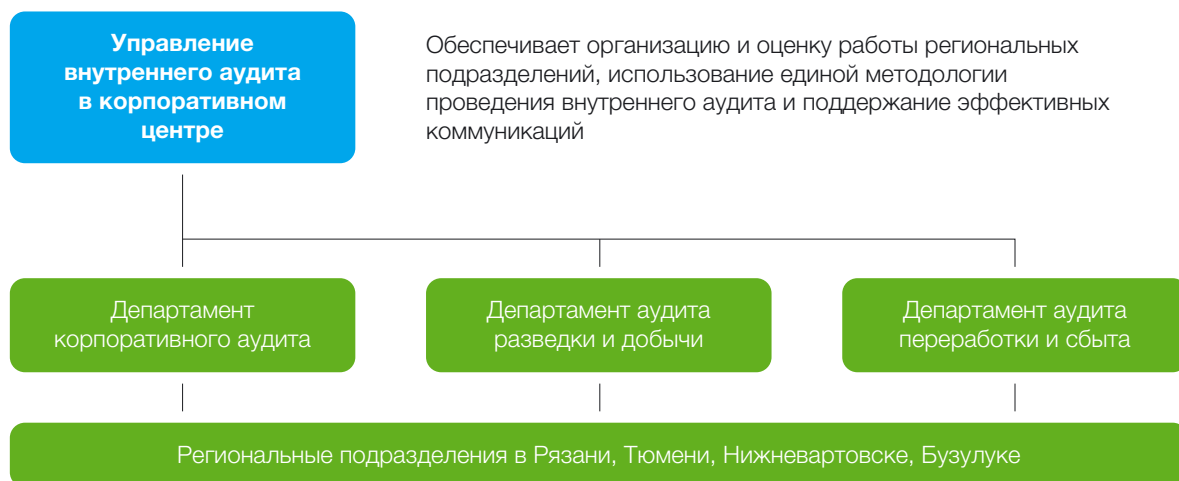 Управление
внутреннего аудита
в корпоративном
центре
Обеспечивает организацию и оценку работы региональных
подразделений, использование единой методологии
проведения внутреннего аудита и поддержание эффективных
коммуникаций
Департамент
корпоративного аудита
Департамент аудита
разведки и добычи
Департамент аудита
переработки и сбыта
Региональные подразделения в Рязани, Тюмени, Нижневартовске, Бузулуке